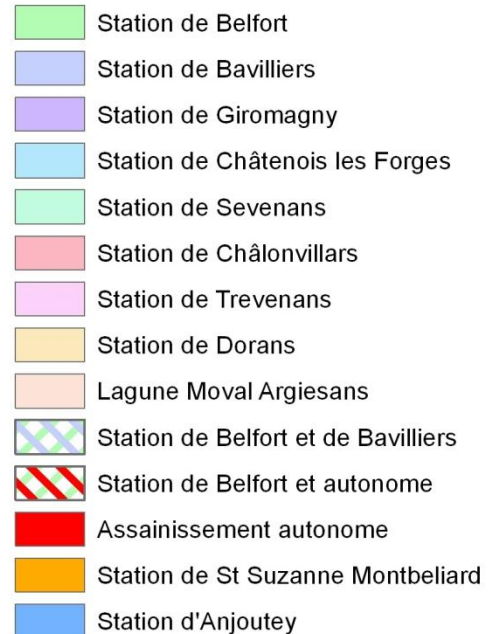 Station de Belfort
Station de Bavilliers
Station de Giromagny
Station de Châtenois les Forges
Station de Sevenans
Station de Châlonvillars
Station de Trevenans
Station de Dorans
Lagune Moval Argiesans
Station de Belfort et de Bavilliers
Station de Belfort et autonome
Assainissement autonome
Station de St Suzanne Montbeliard
Station d'Anjoutey